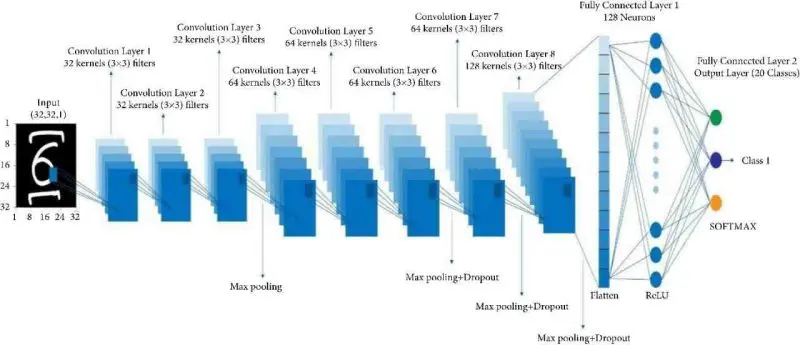 Input
(32,32,1)
1
8
16
24
32
1 8 16 24 32
Convolution Layer 1
32 kernels (3×3) filters
Convolution Layer 2
32 kernels (3×3) filters
Convolution Layer 3
32 kernels (3×3) filters
Convolution Layer 4
64 kernels (3×3) filters
Convolution Layer 5
64 kernels (3×3) filters
Convolution Layer 6
64 kernels (3×3) filters
Convolution Layer 7
64 kernels (3×3) filters
Convolution Layer 8
128 kernels (3×3) filters
Max pooling
Max pooling+Dropout
Max pooling+Dropout
Max pooling+Dropout
Flatten
Fully Connected Layer 1
128 Neurons
ReLU
Fully Connected Layer 2
Output Layer (20 Classes)
Class 1
SOFTMAX